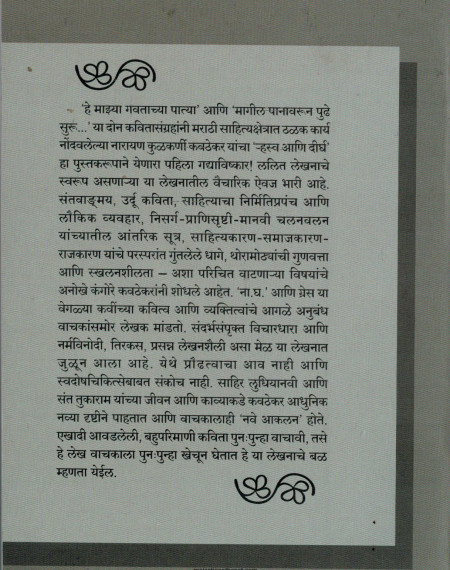 'हे माझ्या गवताच्या पात्या' आणि 'मागील पानावरून पुढे
सुरू...' या दोन कवितासंग्रहांनी मराठी साहित्यक्षेत्रात ठळक कार्य
नोंदवलेल्या नारायण कुळकर्णी कवठेकर यांचा 'ऱ्हस्व आणि दीर्घ'
हा पुस्तकरूपाने येणारा पहिला गद्याविष्कार! ललित लेखनाचे
स्वरूप असणाऱ्या या लेखनातील वैचारिक ऐवज भारी आहे.
संतवाङ्मय, उर्दू कविता, साहित्याचा निर्मितिप्रपंच आणि
लौकिक व्यवहार, निसर्ग-प्राणिसृष्टी-मानवी चलनवलन
यांच्यातील आंतरिक सूत्र, साहित्यकारण-समाजकारण-
राजकारण यांचे परस्परांत गुंतलेले धागे, थोरामोठ्यांची गुणवत्ता
आणि स्खलनशीलता – अशा परिचित वाटणाऱ्या विषयांचे
अनोखे कंगोरे कवठेकरांनी शोधले आहेत. 'ना.घ.' आणि ग्रेस या
वेगळ्या कवींच्या कवित्व आणि व्यक्तित्वांचे आगळे अनुबंध
वाचकांसमोर लेखक मांडतो. संदर्भसंपृक्त विचारधारा आणि
नर्मविनोदी, तिरकस, प्रसन्न लेखनशैली असा मेळ या लेखनात
जुळून आला आहे. येथे प्रौढत्वाचा आव नाही आणि
स्वदोषचिकित्सेबाबत संकोच नाही. साहिर लुधियानवी आणि
संत तुकाराम यांच्या जीवन आणि काव्याकडे कवठेकर आधुनिक
नव्या दृष्टीने पाहतात आणि वाचकालाही 'नवे आकलन' होते.
एखादी आवडलेली, बहुपरिमाणी कविता पुनःपुन्हा वाचावी, तसे
हे लेख वाचकाला पुनःपुन्हा खेचून घेतात हे या लेखनाचे बळ
म्हणता येईल.